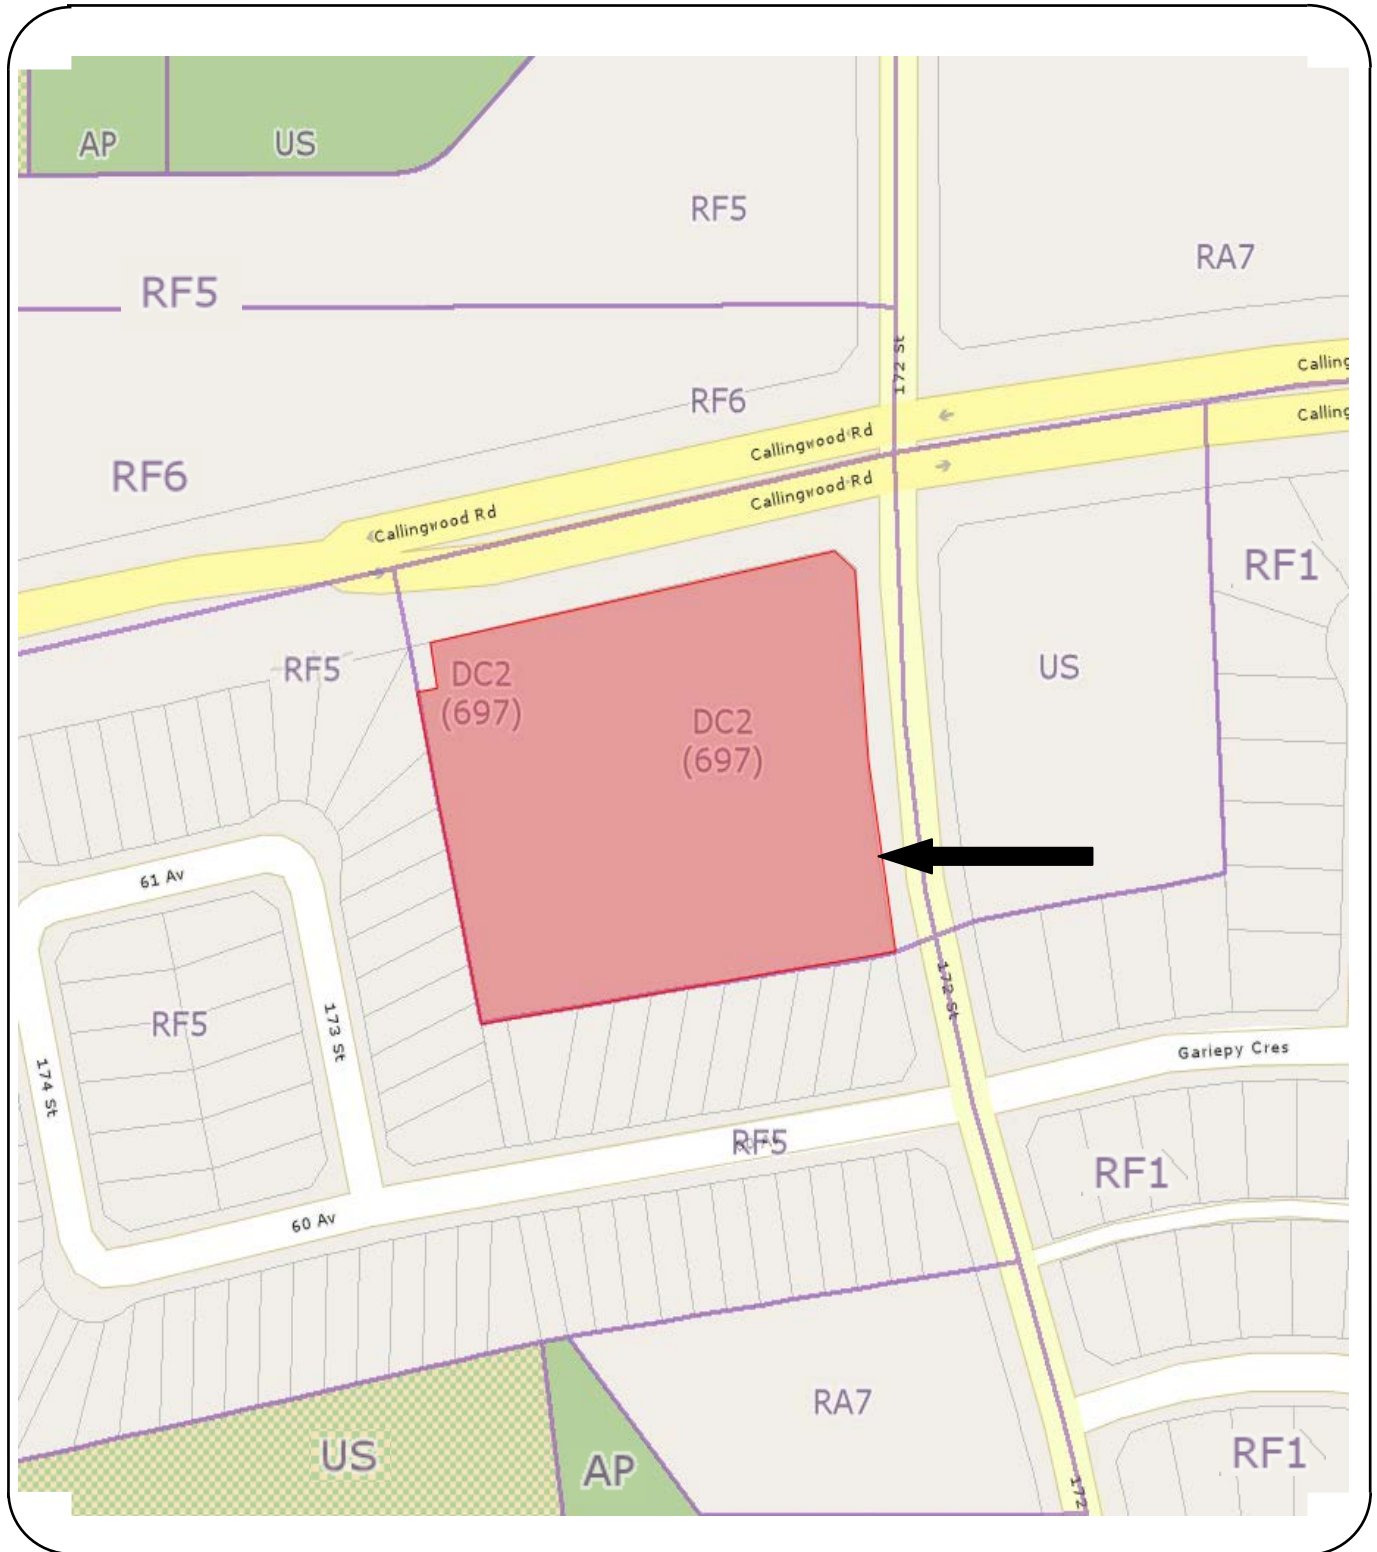 AP
US
RF5
RA7
RF5
172 St
Calling
RF6
Calling
Callingwood Rd
RF6
Callingwood Rd
Callingwood Rd
RF1
RF5
DC2
(697)
US
DC2
(697)
61 Av
172 St
RF5
173 St
Gariepy Cres
174 St
RF5
RF1
60 Av
RA7
US
AP
RF1
172